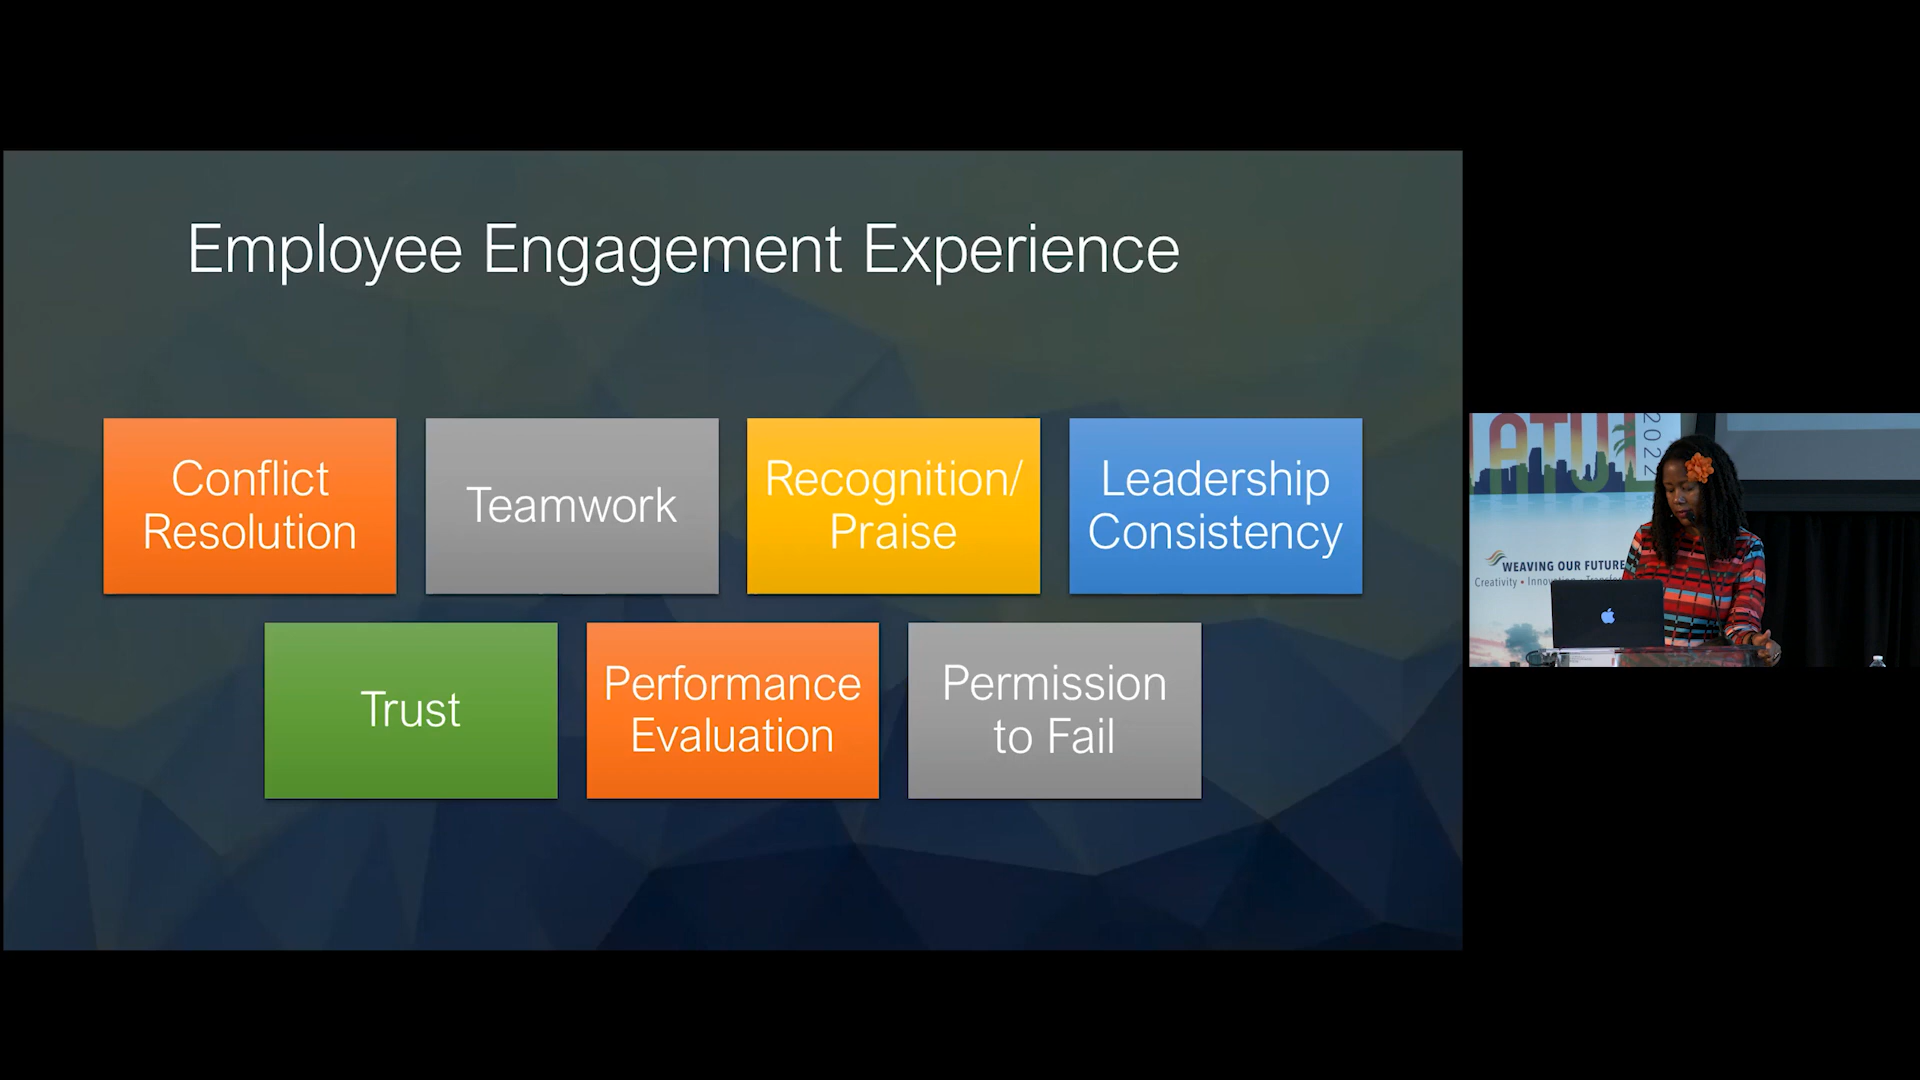 Employee Engagement Experience
Conflict
Resolution
Teamwork
Recognition/
Praise
Leadership
Consistency
Trust
Performance
Evaluation
Permission
to Fail
2022
WEAVING OUR FUTURE
Creativity •